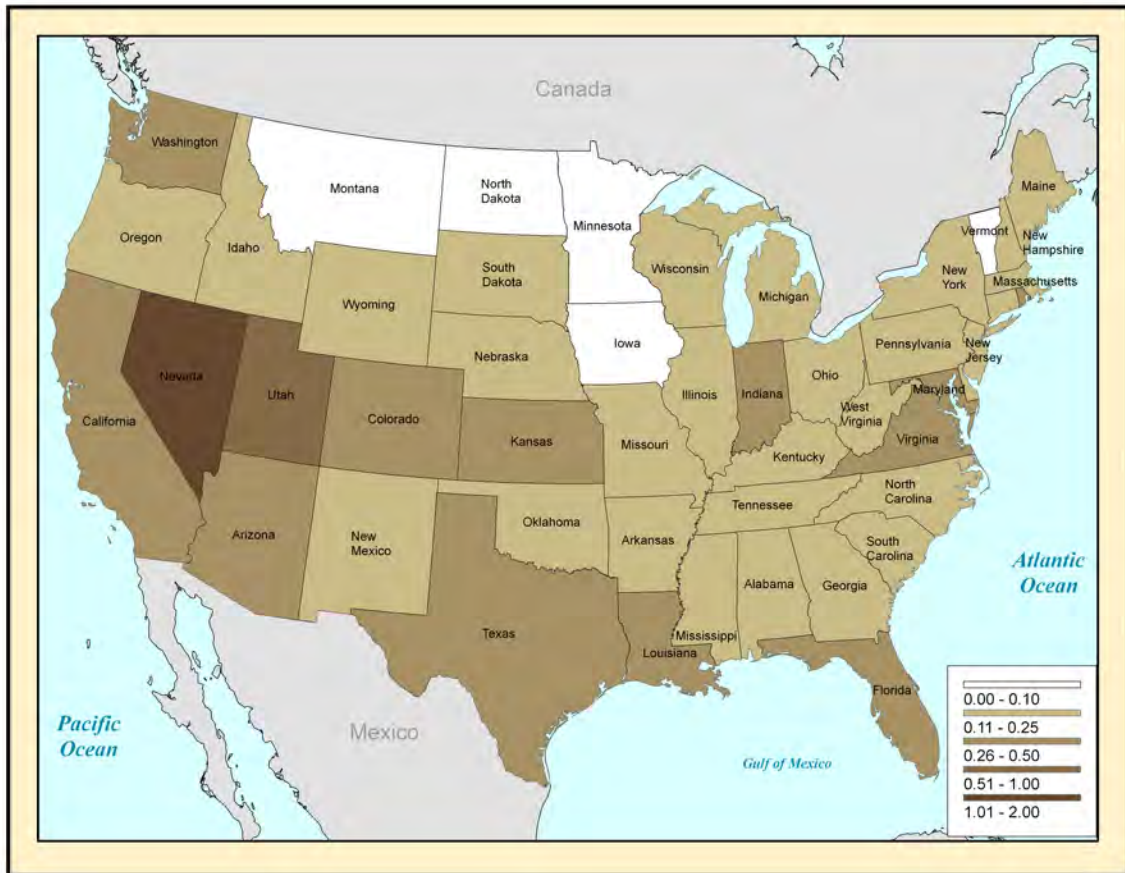 Canada
Washington
Montana
North
Dakota
Minnesota
Maine
Vermont
New
Hampshire
Oregon
Idaho
South
Dakota
Wisconsin
Michigan
New
York
Massachusetts
Wyoming
Nebraska
Iowa
Pennsylvania
New
Jersey
Nevada
Utah
Colorado
Kansas
Illinois
Indiana
Ohio
West
Virginia
Maryland
Virginia
California
Missouri
Kentucky
Arizona
New
Mexico
Oklahoma
Arkansas
Tennessee
North
Carolina
South
Carolina
Texas
Louisiana
Mississippi
Alabama
Georgia
Florida
Atlantic
Ocean
Pacific
Ocean
Mexico
Gulf of Mexico
0.00 - 0.10
0.11 - 0.25
0.26 - 0.50
0.51 - 1.00
1.01 - 2.00